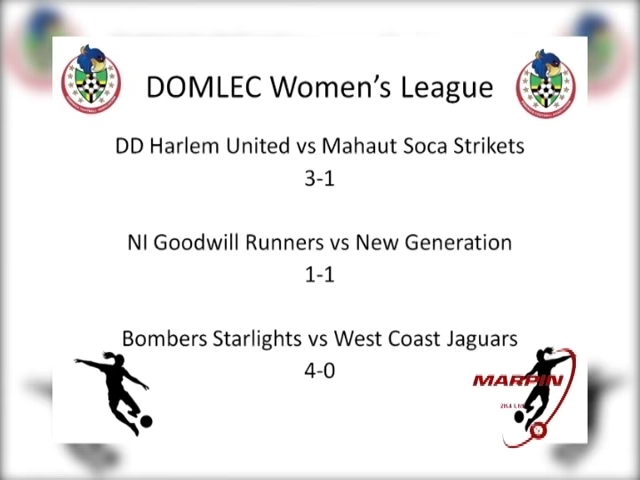 DOMLEC Women's League
DD Harlem United vs Mahaut Soca Strikets
3-1
NI Goodwill Runners vs New Generation
1-1
Bombers Starlights vs West Coast Jaguars
4-0
MARPIN